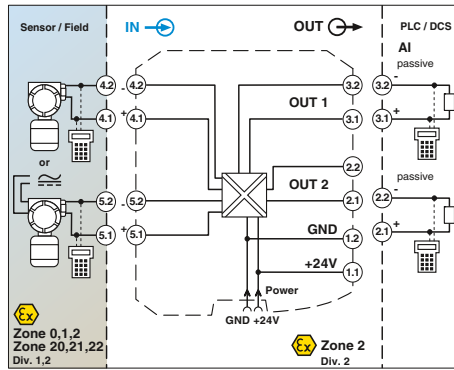 Sensor / Field
IN
OUT
PLC / DCS
AI
passive
4.2 - 4.2
3.2
3.2 -
OUT 1
4.1 + 4.1
3.1
3.1 +
or
2.2
passive
OUT 2
2.2 -
5.2 - 5.2
2.1
GND
1.2
2.1 +
5.1 + 5.1
+24V
1.1
Power
GND +24V
Ex
Zone 0,1,2
Zone 20,21,22
Div. 1,2
Ex
Zone 2
Div. 2